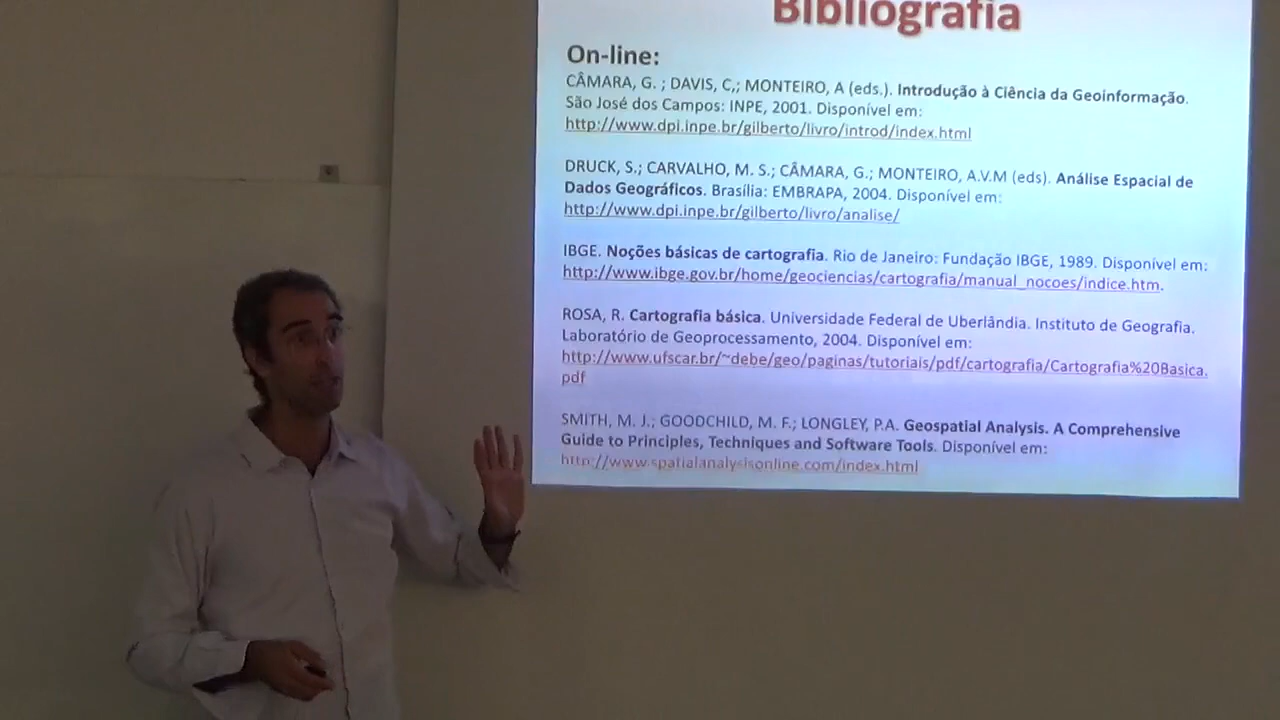 Bibliografia
On-line:
CÂMARA, G. ; DAVIS, C,; MONTEIRO, A (eds.). Introdução à Ciência da Geoinformação.
São José dos Campos: INPE, 2001. Disponível em:
http://www.dpi.inpe.br/gilberto/livro/introd/index.html
DRUCK, S.; CARVALHO, M. S.; CÂMARA, G.; MONTEIRO, A.V.M (eds). Análise Espacial de
Dados Geográficos. Brasília: EMBRAPA, 2004. Disponível em:
http://www.dpi.inpe.br/gilberto/livro/analise/
IBGE. Noções básicas de cartografia. Rio de Janeiro: Fundação IBGE, 1989. Disponível em:
http://www.ibge.gov.br/home/geociencias/cartografia/manual_nocoes/indice.htm.
ROSA, R. Cartografia básica. Universidade Federal de Uberlândia. Instituto de Geografia.
Laboratório de Geoprocessamento, 2004. Disponível em:
http://www.ufscar.br/~debe/geo/paginas/tutoriais/pdf/cartografia/Cartografia%20Basica.
pdf
SMITH, M. J.; GOODCHILD, M. F.; LONGLEY, P.A. Geospatial Analysis. A Comprehensive
Guide to Principles, Techniques and Software Tools. Disponível em:
http://www.spatialanalysisonline.com/index.html